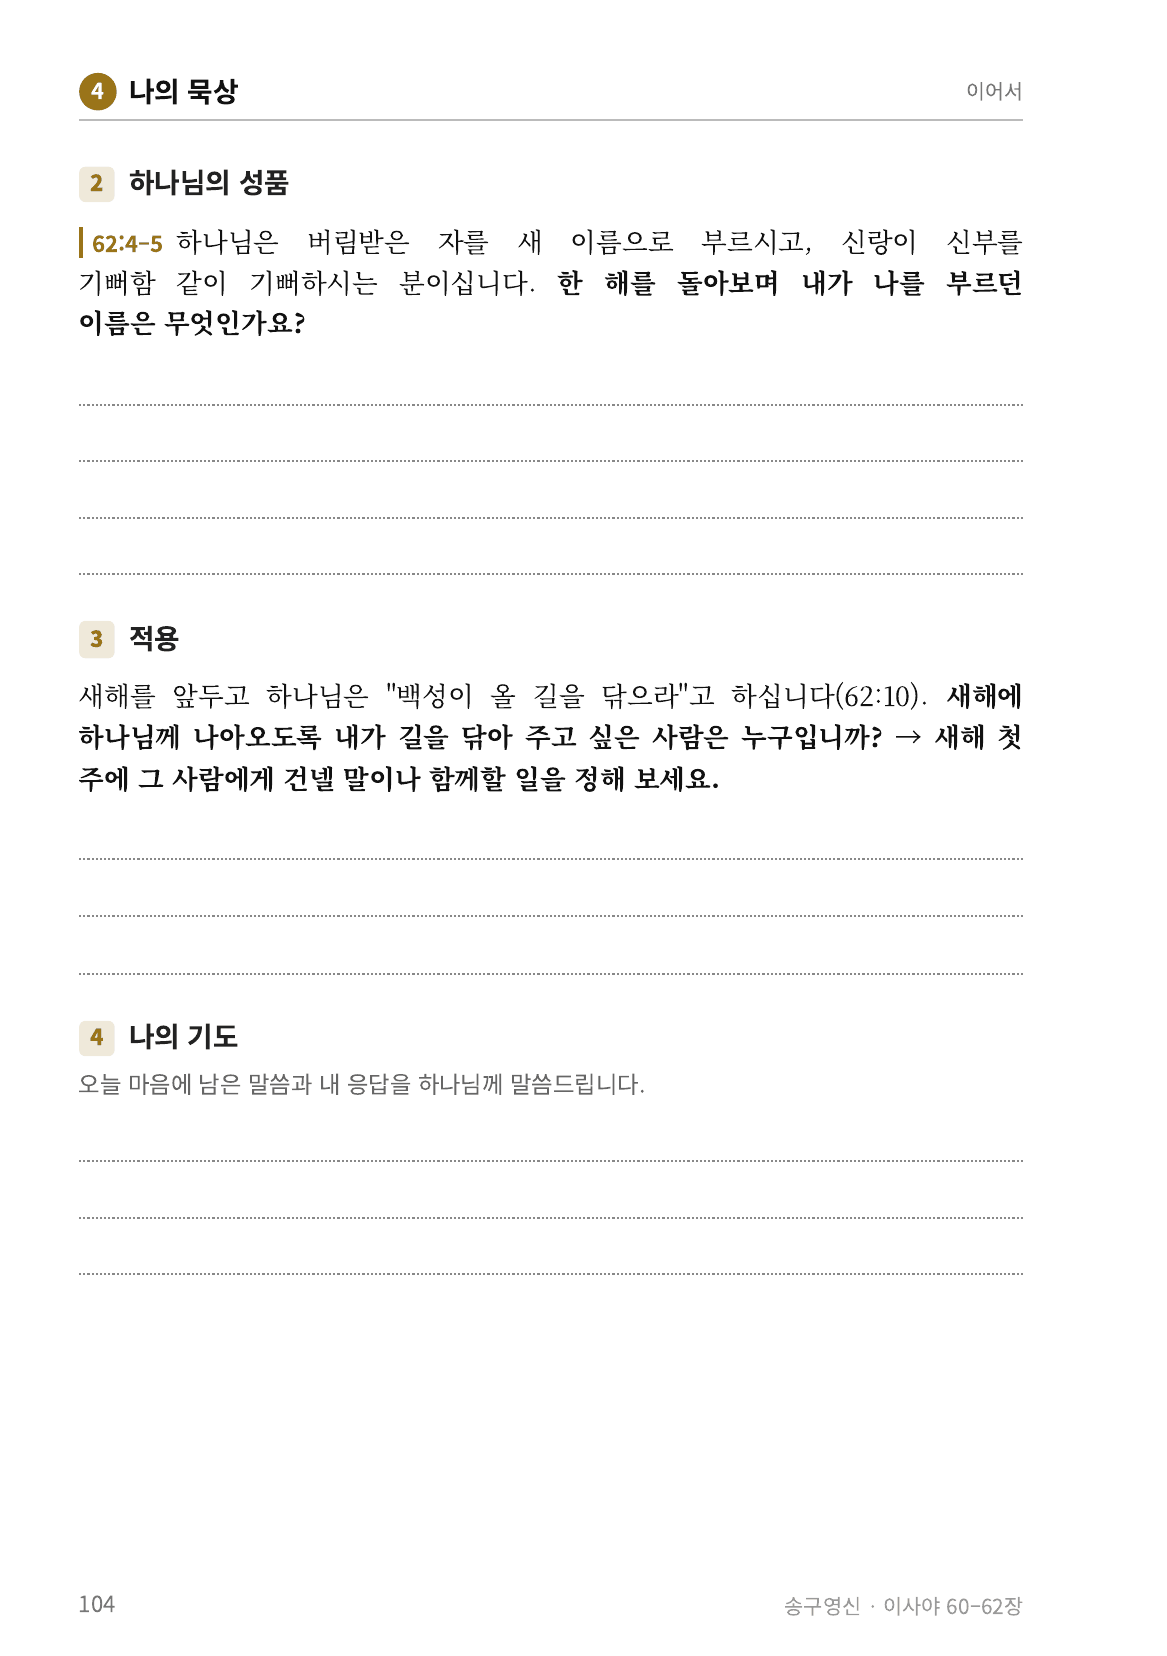 4 나의 묵상 이어서
2 하나님의 성품
62:4–5 하나님은 버림받은 자를 새 이름으로 부르시고, 신랑이 신부를
기뻐함 같이 기뻐하시는 분이십니다. 한 해를 돌아보며 내가 나를 부르던
이름은 무엇인가요?
3 적용
새해를 앞두고 하나님은 "백성이 올 길을 닦으라"고 하십니다(62:10). 새해에
하나님께 나아오도록 내가 길을 닦아 주고 싶은 사람은 누구입니까? → 새해 첫
주에 그 사람에게 건넬 말이나 함께할 일을 정해 보세요.
4 나의 기도
오늘 마음에 남은 말씀과 내 응답을 하나님께 말씀드립니다.
104 송구영신 · 이사야 60–62장